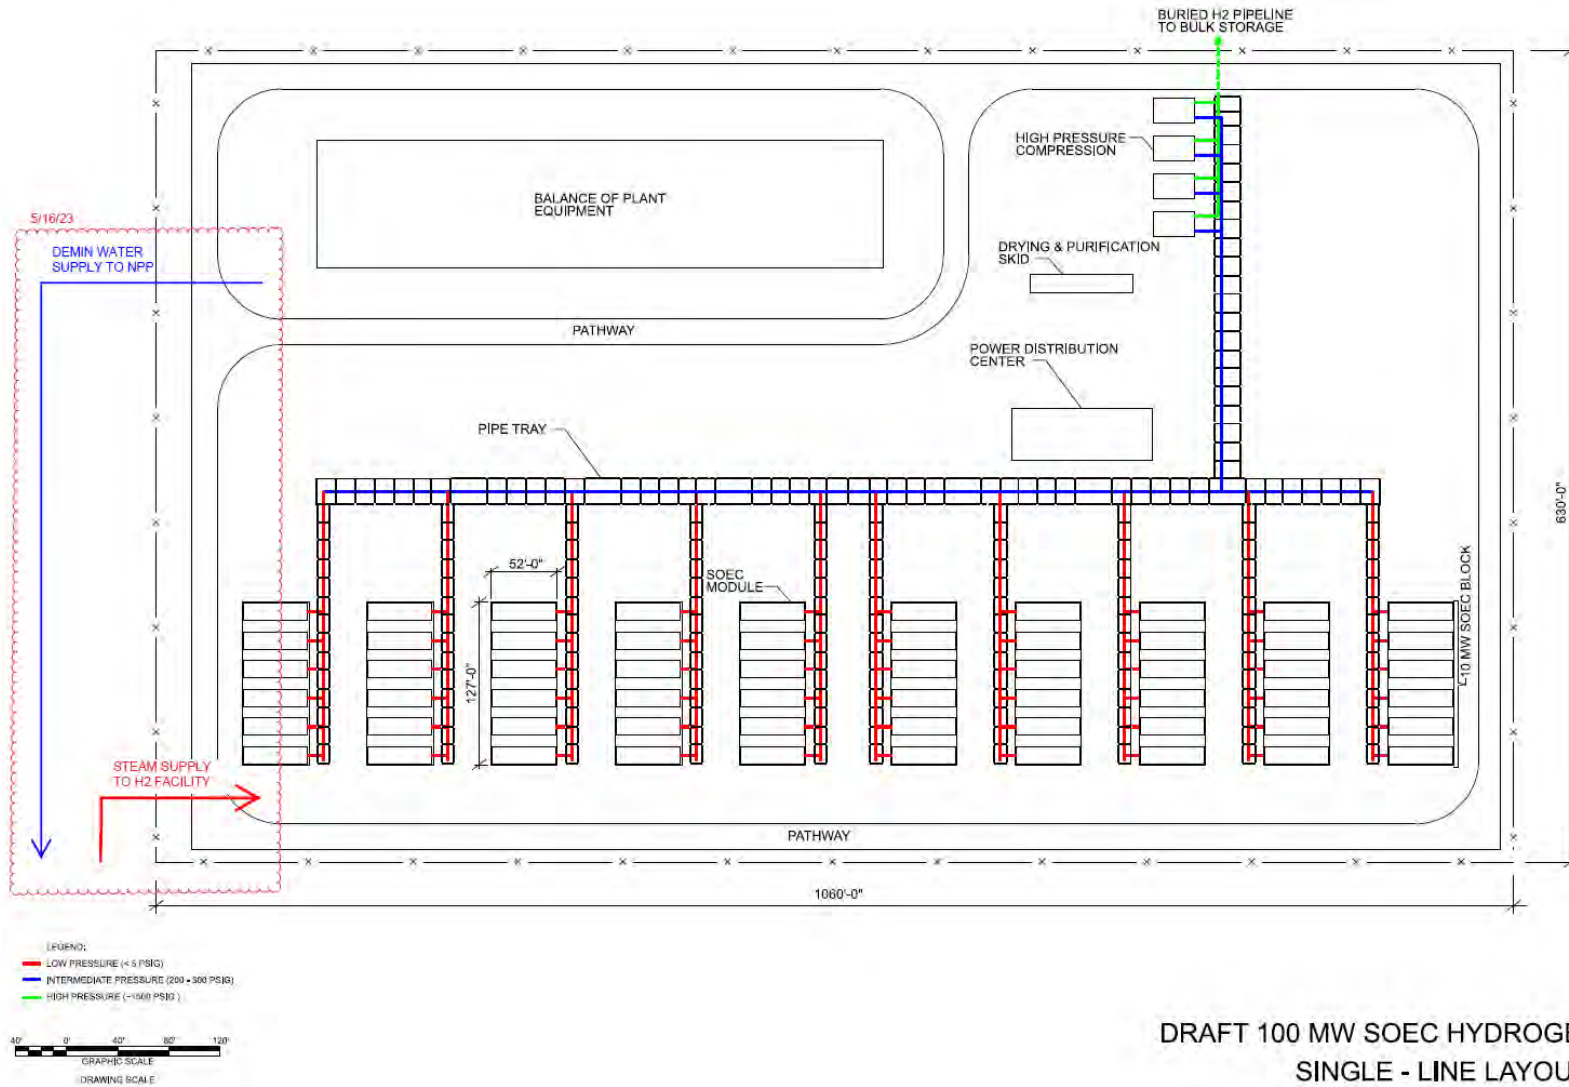 BURIED H2 PIPELINE
TO BULK STORAGE
HIGH PRESSURE
COMPRESSION
BALANCE OF PLANT
EQUIPMENT
5/16/23
DEMIN WATER
SUPPLY TO NPP
DRYING & PURIFICATION
SKID
PATHWAY
POWER DISTRIBUTION
CENTER
PIPE TRAY
630'-0"
52'-0"
SOEC
MODULE
127'-0"
10 MW SOEC BLOCK
STEAM SUPPLY
TO H2 FACILITY
PATHWAY
1060'-0"
LEGEND:
LOW PRESSURE (< 5 PSIG)
INTERMEDIATE PRESSURE (200 - 300 PSIG)
HIGH PRESSURE (~1500 PSIG )
40' 0' 40' 80' 120'
GRAPHIC SCALE
DRAWING SCALE
DRAFT 100 MW SOEC HYDROGE
SINGLE - LINE LAYOU